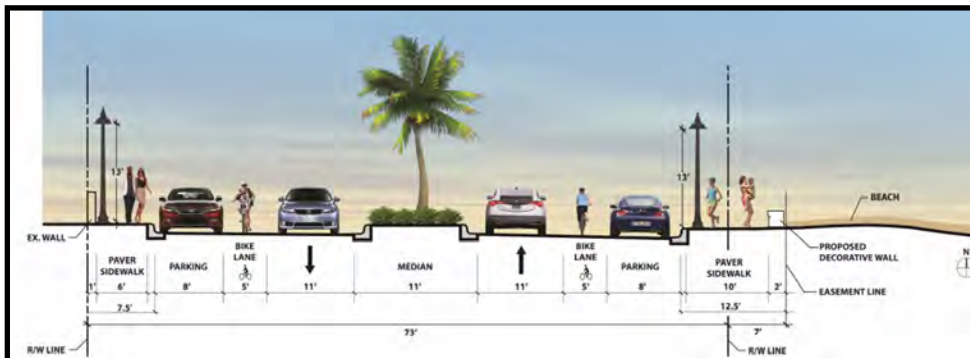 13'
13'
BEACH
EX. WALL
PROPOSED
DECORATIVE WALL
N
PAVER
SIDEWALK
PARKING
BIKE
LANE
MEDIAN
BIKE
LANE
PARKING
PAVER
SIDEWALK
EASEMENT LINE
1' 6' 8' 5' 11' 11' 11' 5' 8' 10' 2'
7.5' 12.5'
73' 7'
R/W LINE R/W LINE